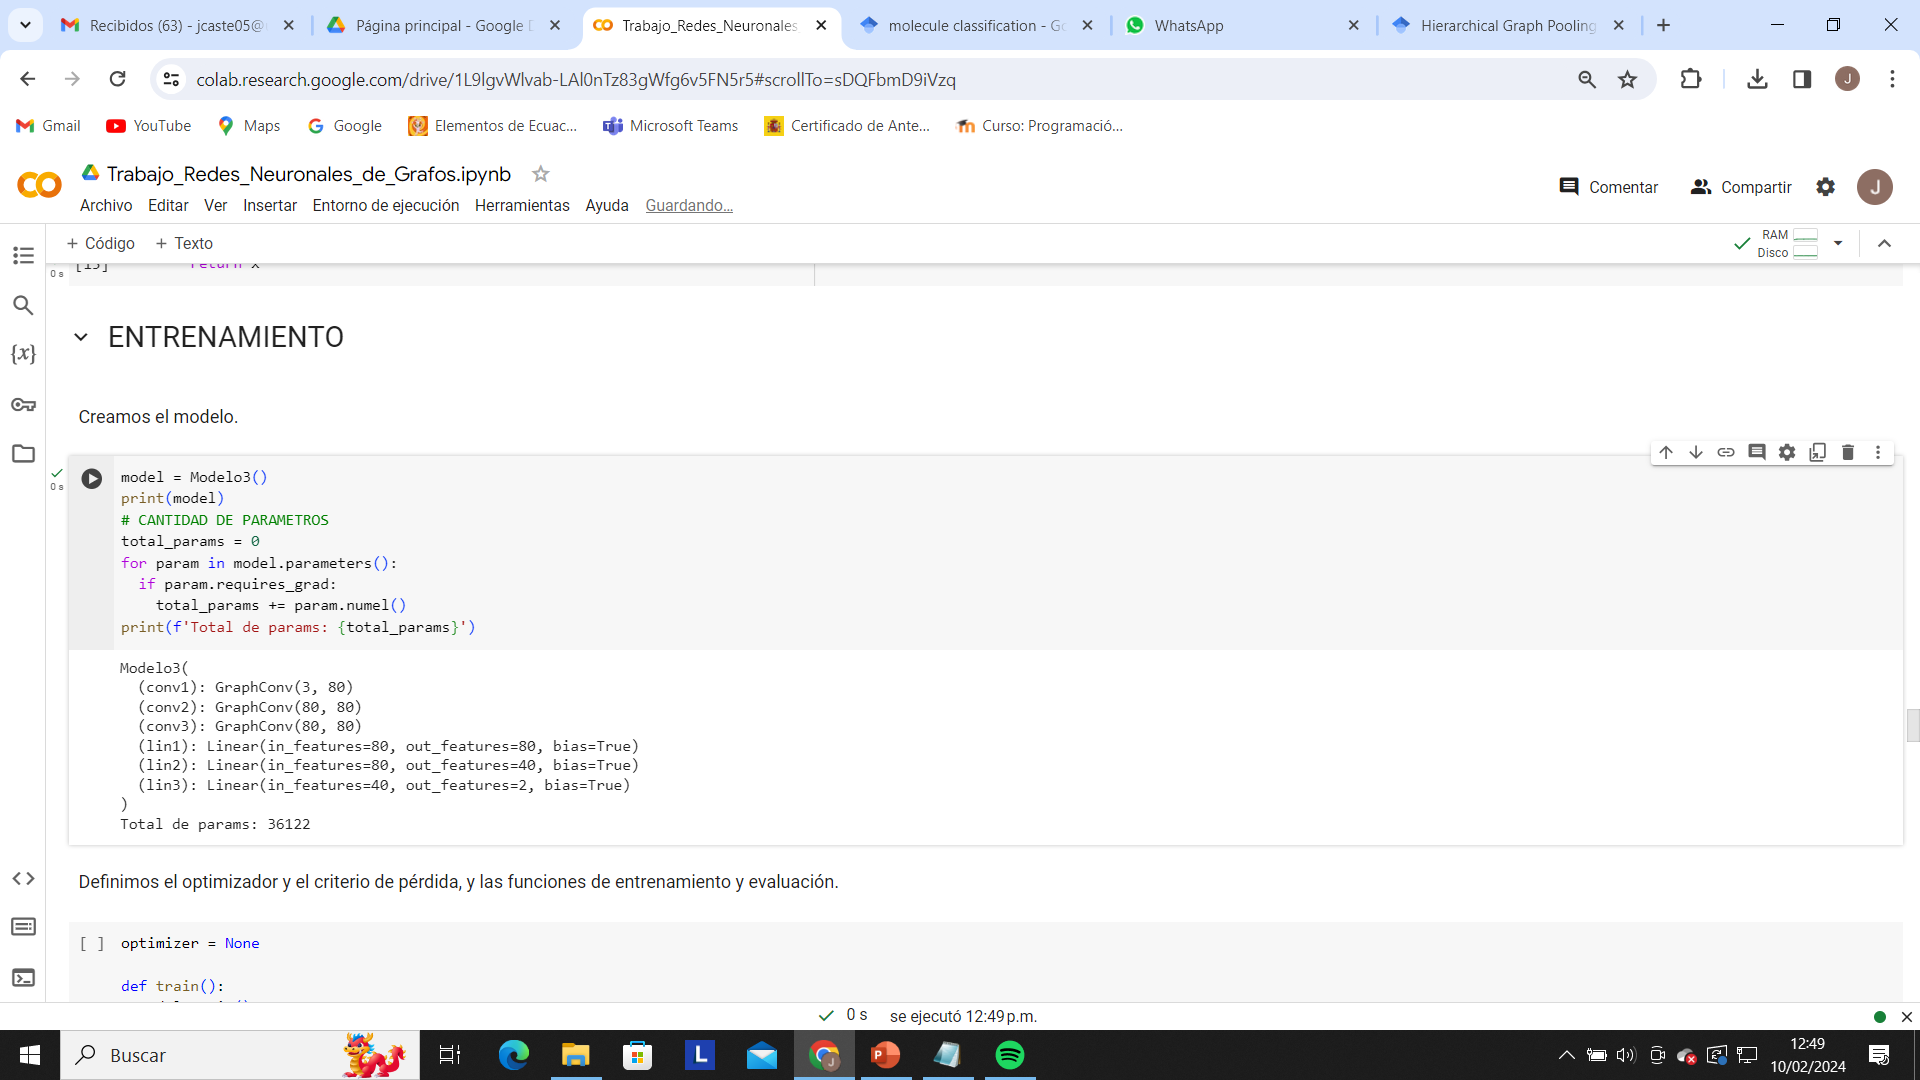 Recibidos (63) - jcaste05@
Página principal - Google D
Trabajo_Redes_Neuronales_
molecule classification - Go
WhatsApp
Hierarchical Graph Pooling
colab.research.google.com/drive/1L9lgvWlvab-LAl0nTz83gWfg6v5FN5r5#scrollTo=sDQFbmD9iVzq
J
Gmail
YouTube
Maps
Google
Elementos de Ecuac...
Microsoft Teams
Certificado de Ante...
Curso: Programació...
Trabajo_Redes_Neuronales_de_Grafos.ipynb
Comentar
Compartir
J
Archivo Editar Ver Insertar Entorno de ejecución Herramientas Ayuda Guardando...
+ Código + Texto
RAM
Disco
0 s
[15] return x
ENTRENAMIENTO
Creamos el modelo.
0 s
model = Modelo3()
print(model)
# CANTIDAD DE PARAMETROS
total_params = 0
for param in model.parameters():
  if param.requires_grad:
    total_params += param.numel()
print(f'Total de params: {total_params}')
Modelo3(
  (conv1): GraphConv(3, 80)
  (conv2): GraphConv(80, 80)
  (conv3): GraphConv(80, 80)
  (lin1): Linear(in_features=80, out_features=80, bias=True)
  (lin2): Linear(in_features=80, out_features=40, bias=True)
  (lin3): Linear(in_features=40, out_features=2, bias=True)
)
Total de params: 36122
Definimos el optimizador y el criterio de pérdida, y las funciones de entrenamiento y evaluación.
[ ] optimizer = None
def train():
0 s se ejecutó 12:49 p.m.
Buscar
12:49
10/02/2024